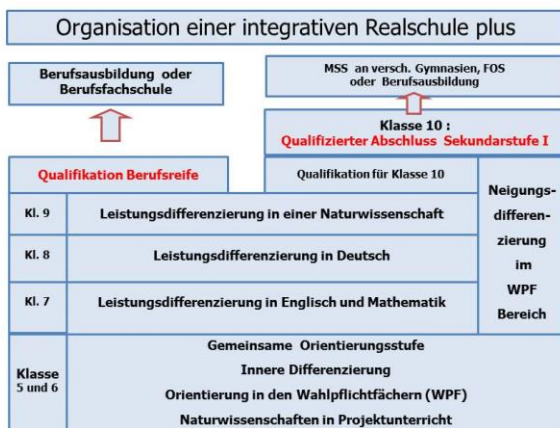 Organisation einer integrativen Realschule plus
Berufsausbildung oder
Berufsfachschule
MSS an versch. Gymnasien, FOS
oder Berufsausbildung
Klasse 10 :
Qualifizierter Abschluss Sekundarstufe I
Qualifikation Berufsreife
Qualifikation für Klasse 10
Neigungs-
differen-
zierung
im
WPF
Bereich
Kl. 9
Leistungsdifferenzierung in einer Naturwissenschaft
Kl. 8
Leistungsdifferenzierung in Deutsch
Kl. 7
Leistungsdifferenzierung in Englisch und Mathematik
Klasse
5 und 6
Gemeinsame Orientierungsstufe
Innere Differenzierung
Orientierung in den Wahlpflichtfächern (WPF)
Naturwissenschaften in Projektunterricht